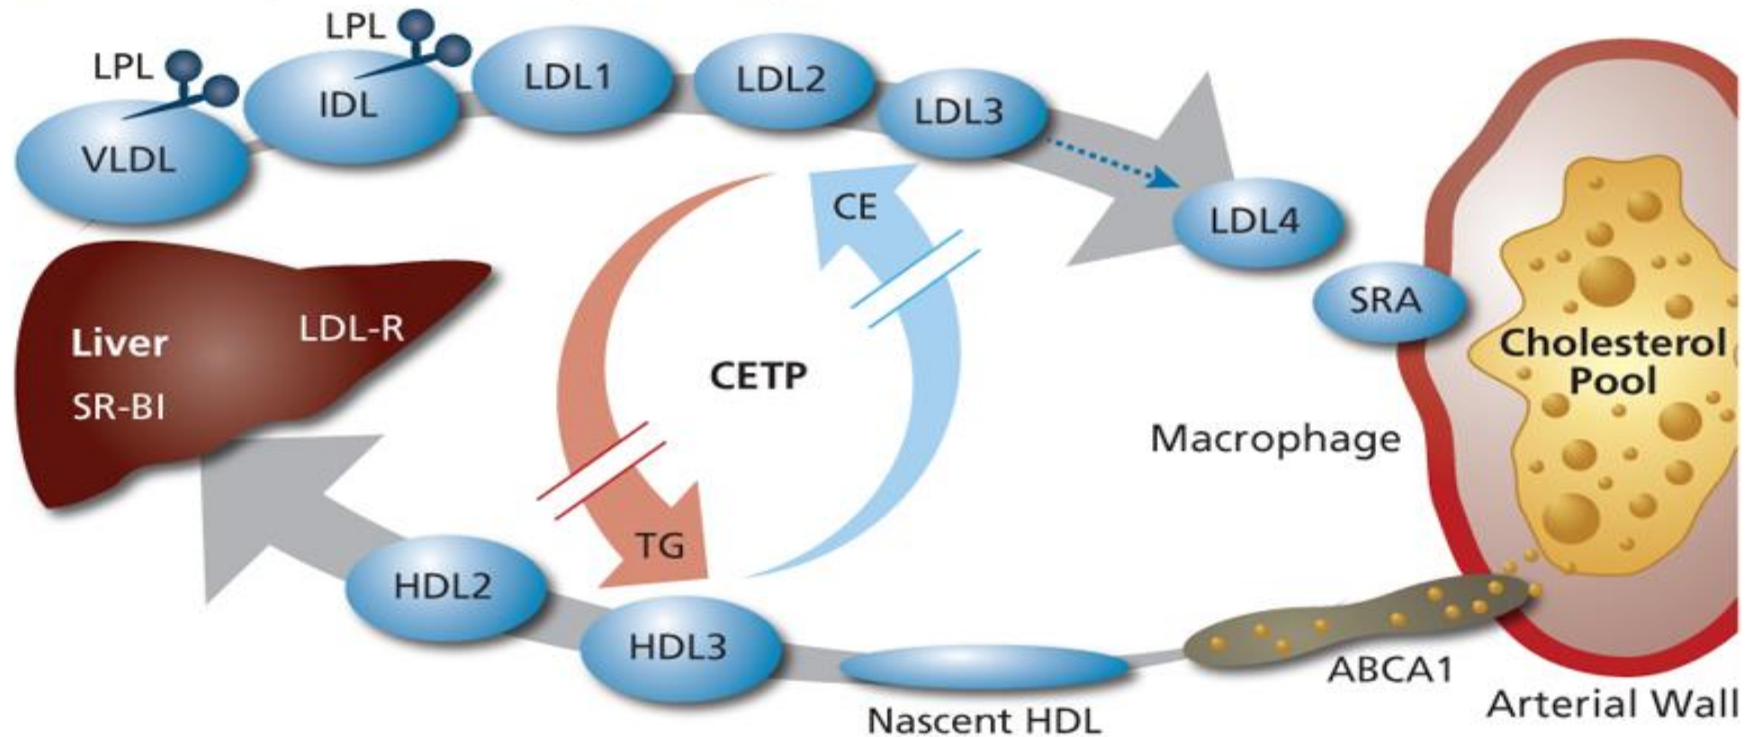 LPL
LPL
VLDL
IDL
LDL1
LDL2
LDL3
LDL4
SRA
CE
CETP
TG
Liver
LDL-R
SR-BI
Cholesterol
Pool
Macrophage
HDL2
HDL3
Nascent HDL
ABCA1
Arterial Wall